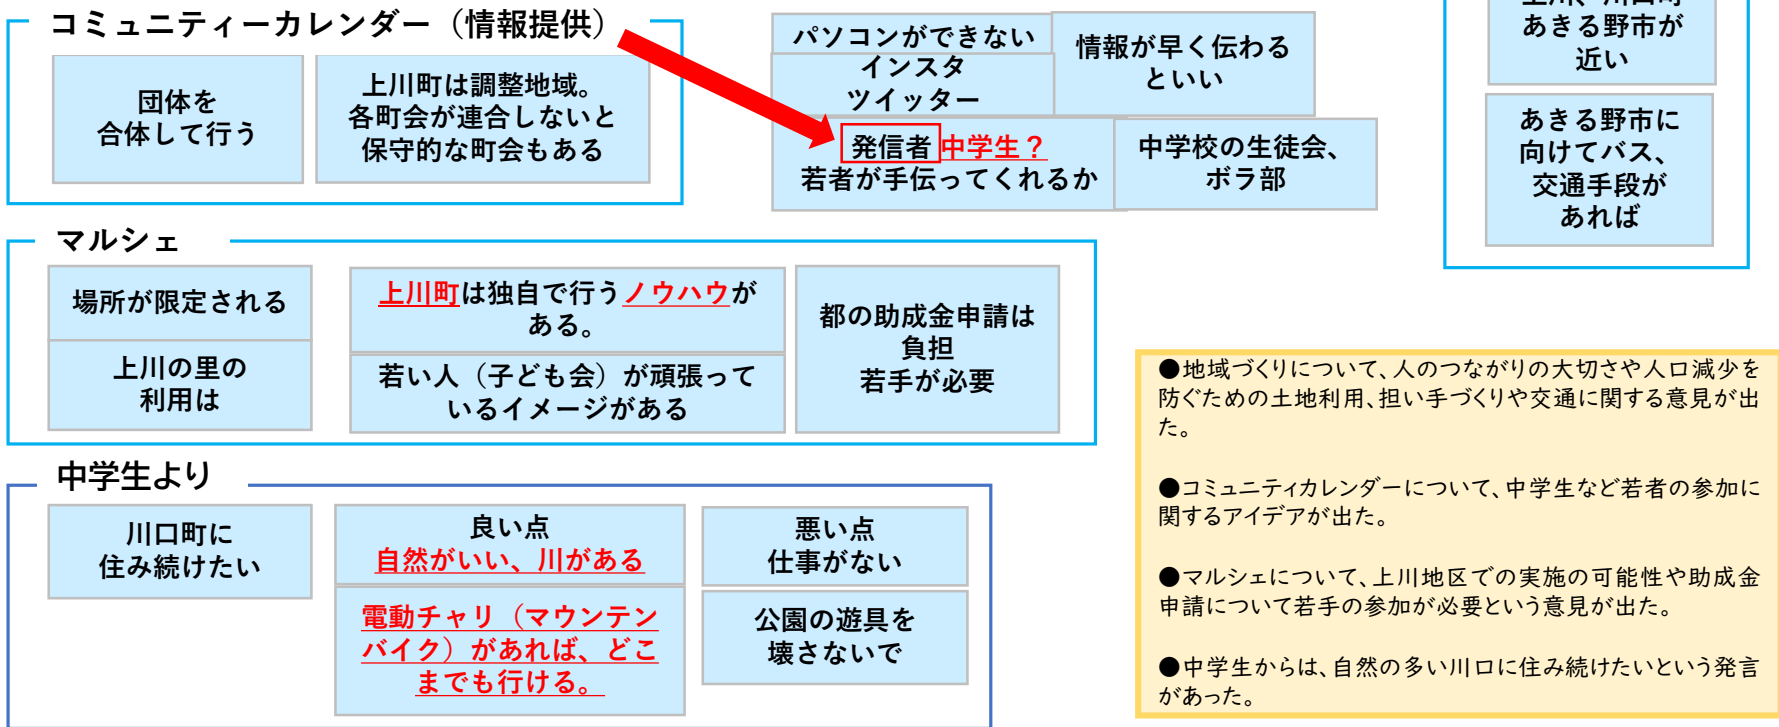 コミュニティーカレンダー（情報提供）
団体を
合体して行う
上川町は調整地域。
各町会が連合しないと
保守的な町会もある
パソコンができない
インスタ
ツイッター
情報が早く伝わる
といい
発信者 中学生？
若者が手伝ってくれるか
中学校の生徒会、
ボラ部
あきる野市が
近い
あきる野市に
向けてバス、
交通手段が
あれば
マルシェ
場所が限定される
上川の里の
利用は
上川町は独自で行うノウハウが
ある。
若い人（子ども会）が頑張って
いるイメージがある
都の助成金申請は
負担
若手が必要
中学生より
川口町に
住み続けたい
良い点
自然がいい、川がある
電動チャリ（マウンテン
バイク）があれば、どこ
までも行ける。
悪い点
仕事がない
公園の遊具を
壊さないで
●地域づくりについて、人のつながりの大切さや人口減少を
防ぐための土地利用、担い手づくりや交通に関する意見が出
た。
●コミュニティカレンダーについて、中学生など若者の参加に
関するアイデアが出た。
●マルシェについて、上川地区での実施の可能性や助成金
申請について若手の参加が必要という意見が出た。
●中学生からは、自然の多い川口に住み続けたいという発言
があった。